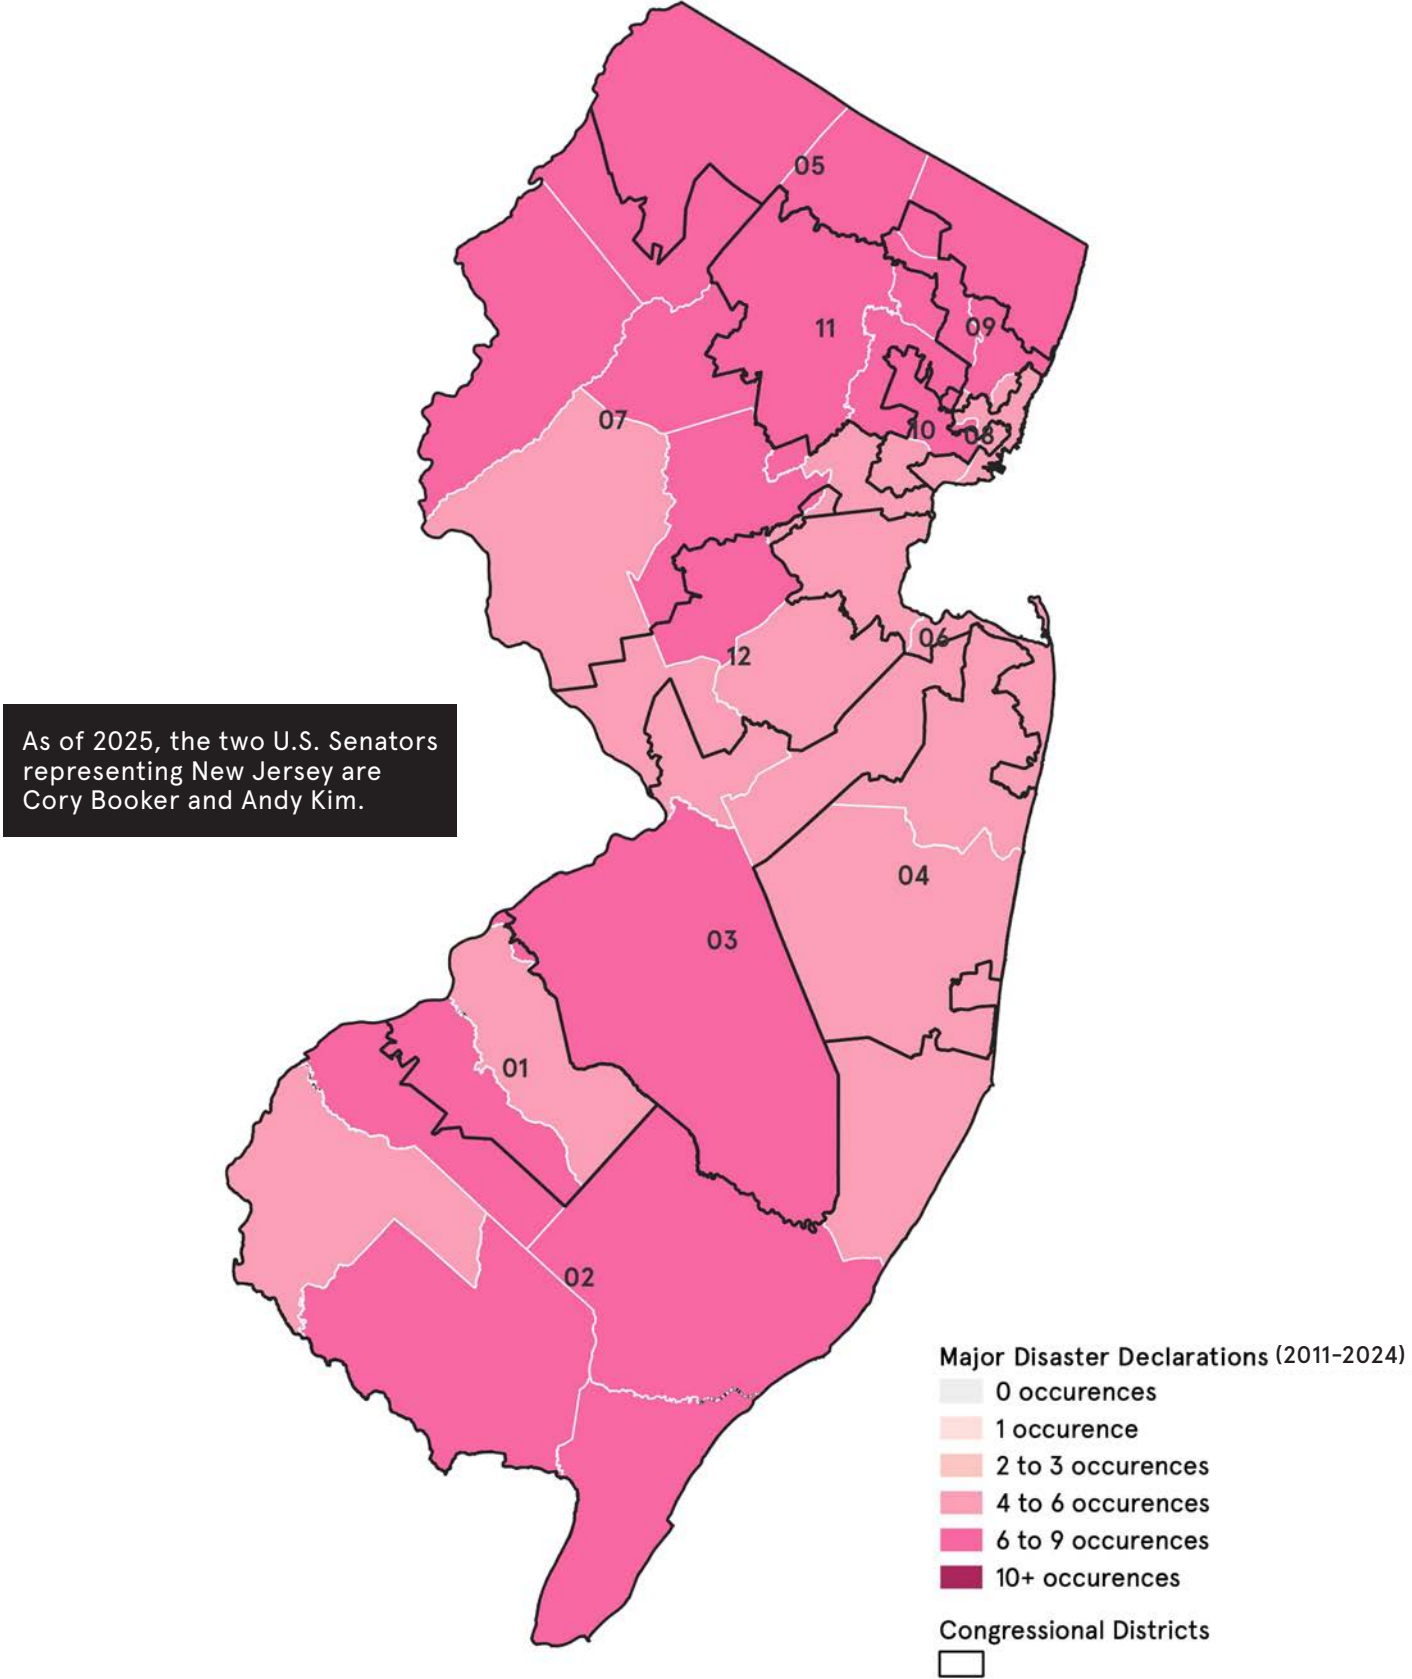 05
11
09
07
10
08
06
12
As of 2025, the two U.S. Senators
representing New Jersey are
Cory Booker and Andy Kim.
04
03
01
02
Major Disaster Declarations (2011-2024)
0 occurences
1 occurence
2 to 3 occurences
4 to 6 occurences
6 to 9 occurences
10+ occurences
Congressional Districts